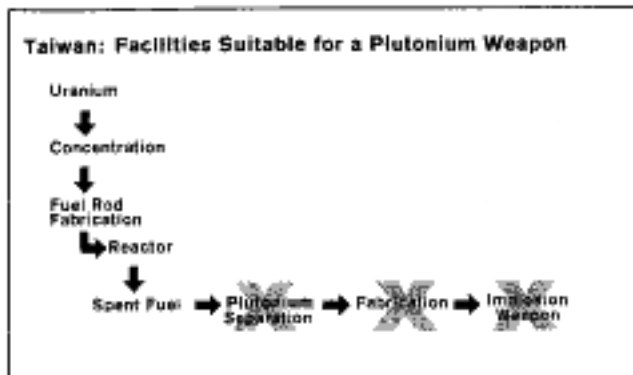 Taiwan: Facilities Suitable for a Plutonium Weapon
Uranium
Concentration
Fuel Rod
Fabrication
Reactor
Spent Fuel
Plutonium
Separation
Fabrication
Implosion
Weapon